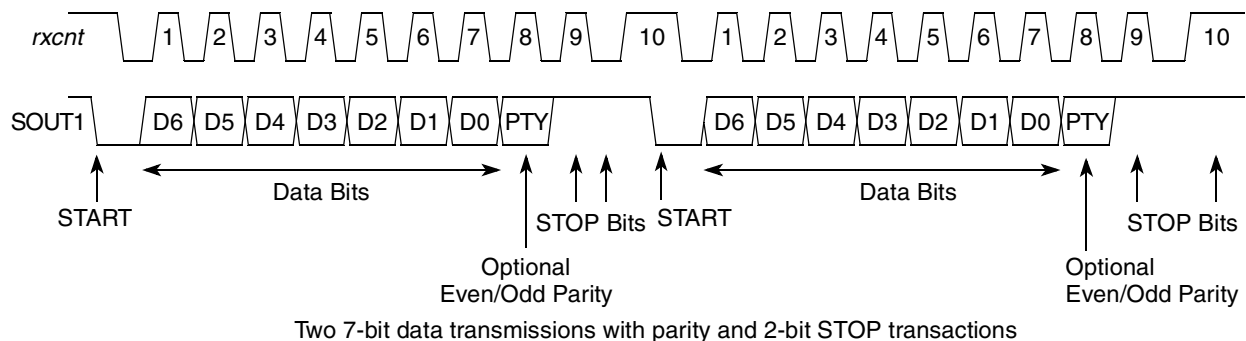 rxcnt 1 2 3 4 5 6 7 8 9 10 1 2 3 4 5 6 7 8 9 10
SOUT1 D6 D5 D4 D3 D2 D1 D0 PTY D6 D5 D4 D3 D2 D1 D0 PTY
Data Bits Data Bits
START STOP Bits START STOP Bits
Optional Optional
Even/Odd Parity Even/Odd Parity
Two 7-bit data transmissions with parity and 2-bit STOP transactions